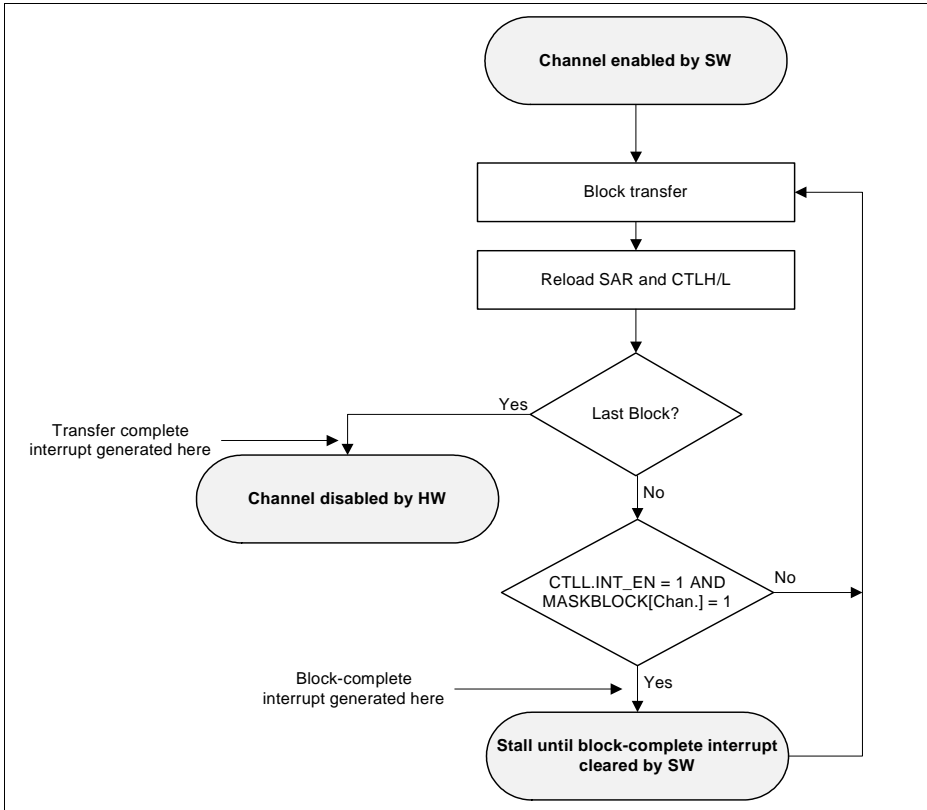 Channel enabled by SW
Block transfer
Reload SAR and CTLH/L
Last Block?
Yes
Transfer complete
interrupt generated here
Channel disabled by HW
No
CTLL.INT_EN = 1 AND
MASKBLOCK[Chan.] = 1
No
Block-complete
interrupt generated here
Yes
Stall until block-complete interrupt
cleared by SW